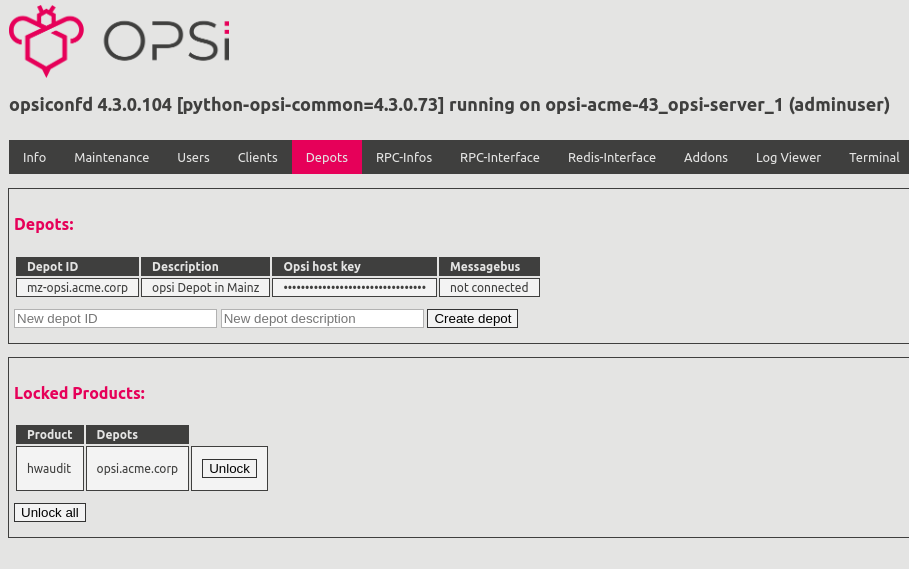 OPSi
opsiconfd 4.3.0.104 [python-opsi-common=4.3.0.73] running on opsi-acme-43_opsi-server_1 (adminuser)
Info Maintenance Users Clients Depots RPC-Infos RPC-Interface Redis-Interface Addons Log Viewer Terminal
Depots:
Depot ID Description Opsi host key Messagebus
mz-opsi.acme.corp opsi Depot in Mainz •••••••••••••••••••••••••••••••• not connected
New depot ID New depot description Create depot
Locked Products:
Product Depots
hwaudit opsi.acme.corp Unlock
Unlock all